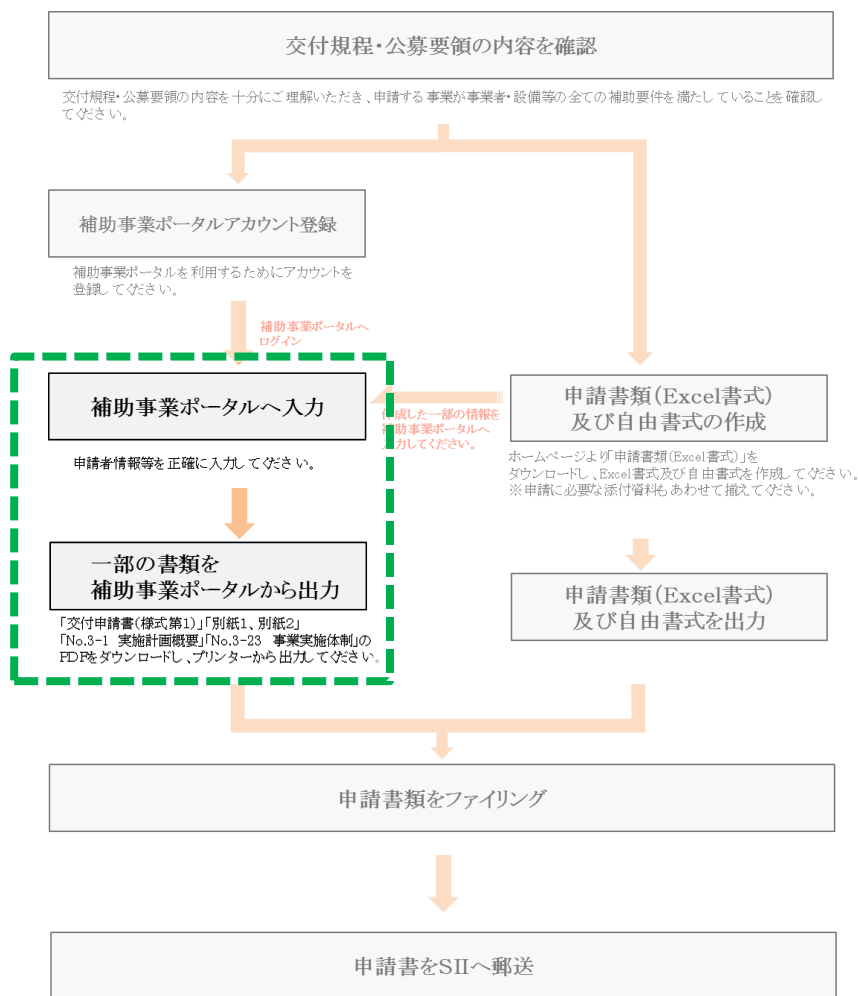 交付規程・公募要領の内容を確認
交付規程・公募要領の内容を十分にご理解いただき、申請する事業が事業者・設備等の全ての補助要件を満たしていることを確認し
てください。
補助事業ポータルアカウント登録
補助事業ポータルを利用するためにアカウントを
登録してください。
補助事業ポータルへ
ログイン
補助事業ポータルへ入力
申請者情報等を正確に入力してください。
作成した一部の情報を
補助事業ポータルへ
入力してください。
申請書類(Excel書式)
及び自由書式の作成
ホームページより「申請書類(Excel書式)」を
ダウンロードし、Excel書式及び自由書式を作成してください。
※申請に必要な添付資料もあわせて揃えてください。
一部の書類を
補助事業ポータルから出力
「交付申請書(様式第1)」「別紙1、別紙2」
「No.3-1 実施計画概要」「No.3-23 事業実施体制」の
PDFをダウンロードし、プリンターから出力してください。
申請書類(Excel書式)
及び自由書式を出力
申請書類をファイリング
申請書をSIIへ郵送